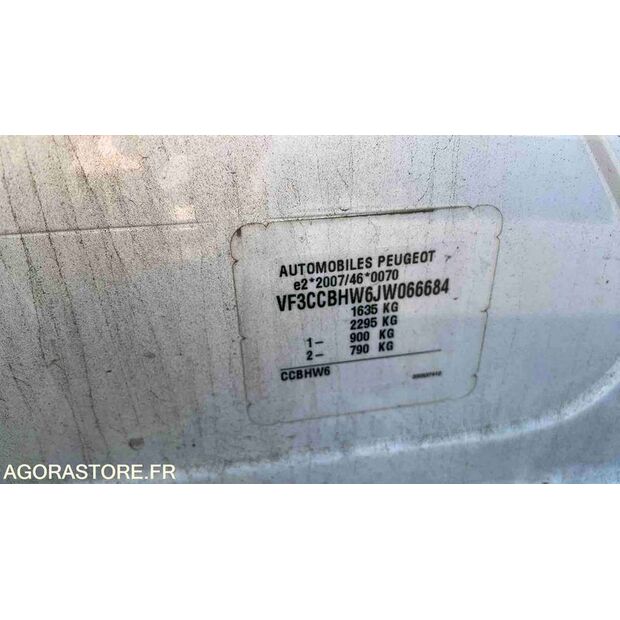 AUTOMOBILES PEUGEOT
e2*2007/46*0070
VF3CCBHW6JW066684
1635 KG
2295 KG
1- 900 KG
2- 790 KG
CCBHW6
AGORASTORE.FR